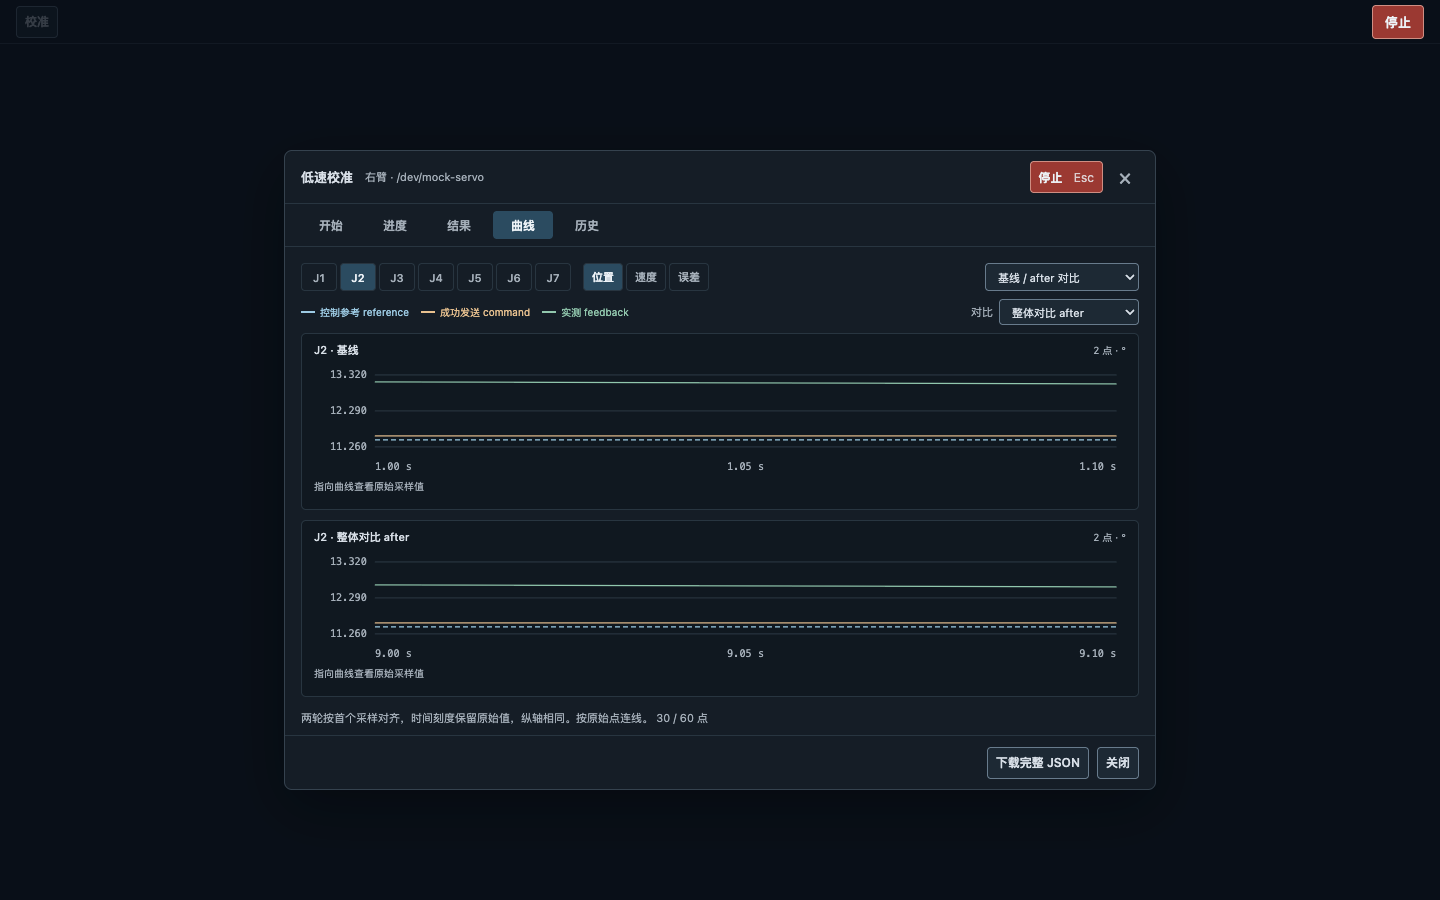 校准
停止
低速校准 右臂 · /dev/mock-servo 停止 Esc ×
开始 进度 结果 曲线 历史
J1 J2 J3 J4 J5 J6 J7 位置 速度 误差 基线 / after 对比
控制参考 reference 成功发送 command 实测 feedback 对比 整体对比 after
J2 · 基线 2 点 · °
13.320
12.290
11.260
1.00 s 1.05 s 1.10 s
指向曲线查看原始采样值
J2 · 整体对比 after 2 点 · °
13.320
12.290
11.260
9.00 s 9.05 s 9.10 s
指向曲线查看原始采样值
两轮按首个采样对齐，时间刻度保留原始值，纵轴相同。按原始点连线。 30 / 60 点
下载完整 JSON 关闭